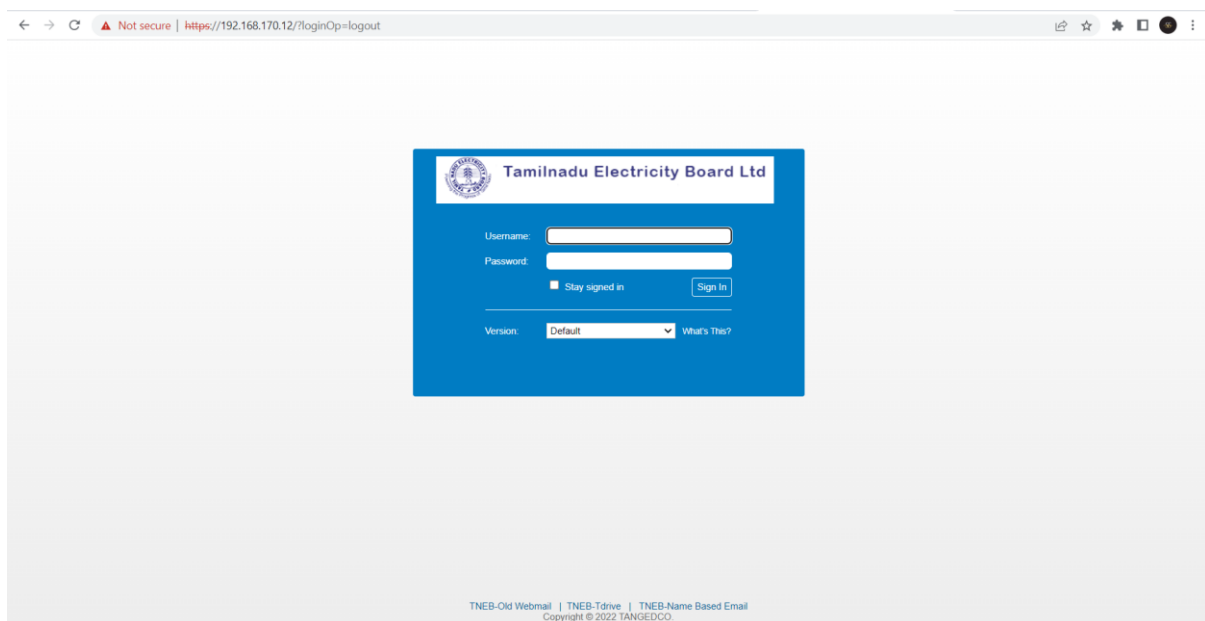 Not secure | https://192.168.170.12/?loginOp=logout
Tamilnadu Electricity Board Ltd
Username:
Password:
Stay signed in Sign In
Version: Default What's This?
TNEB-Old Webmail | TNEB-Tdrive | TNEB-Name Based Email
Copyright © 2022 TANGEDCO.